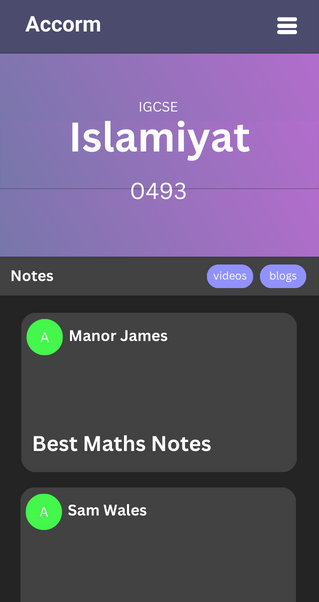 Accorm
IGCSE
Islamiyat
0493
Notes
videos
blogs
A
Manor James
Best Maths Notes
A
Sam Wales